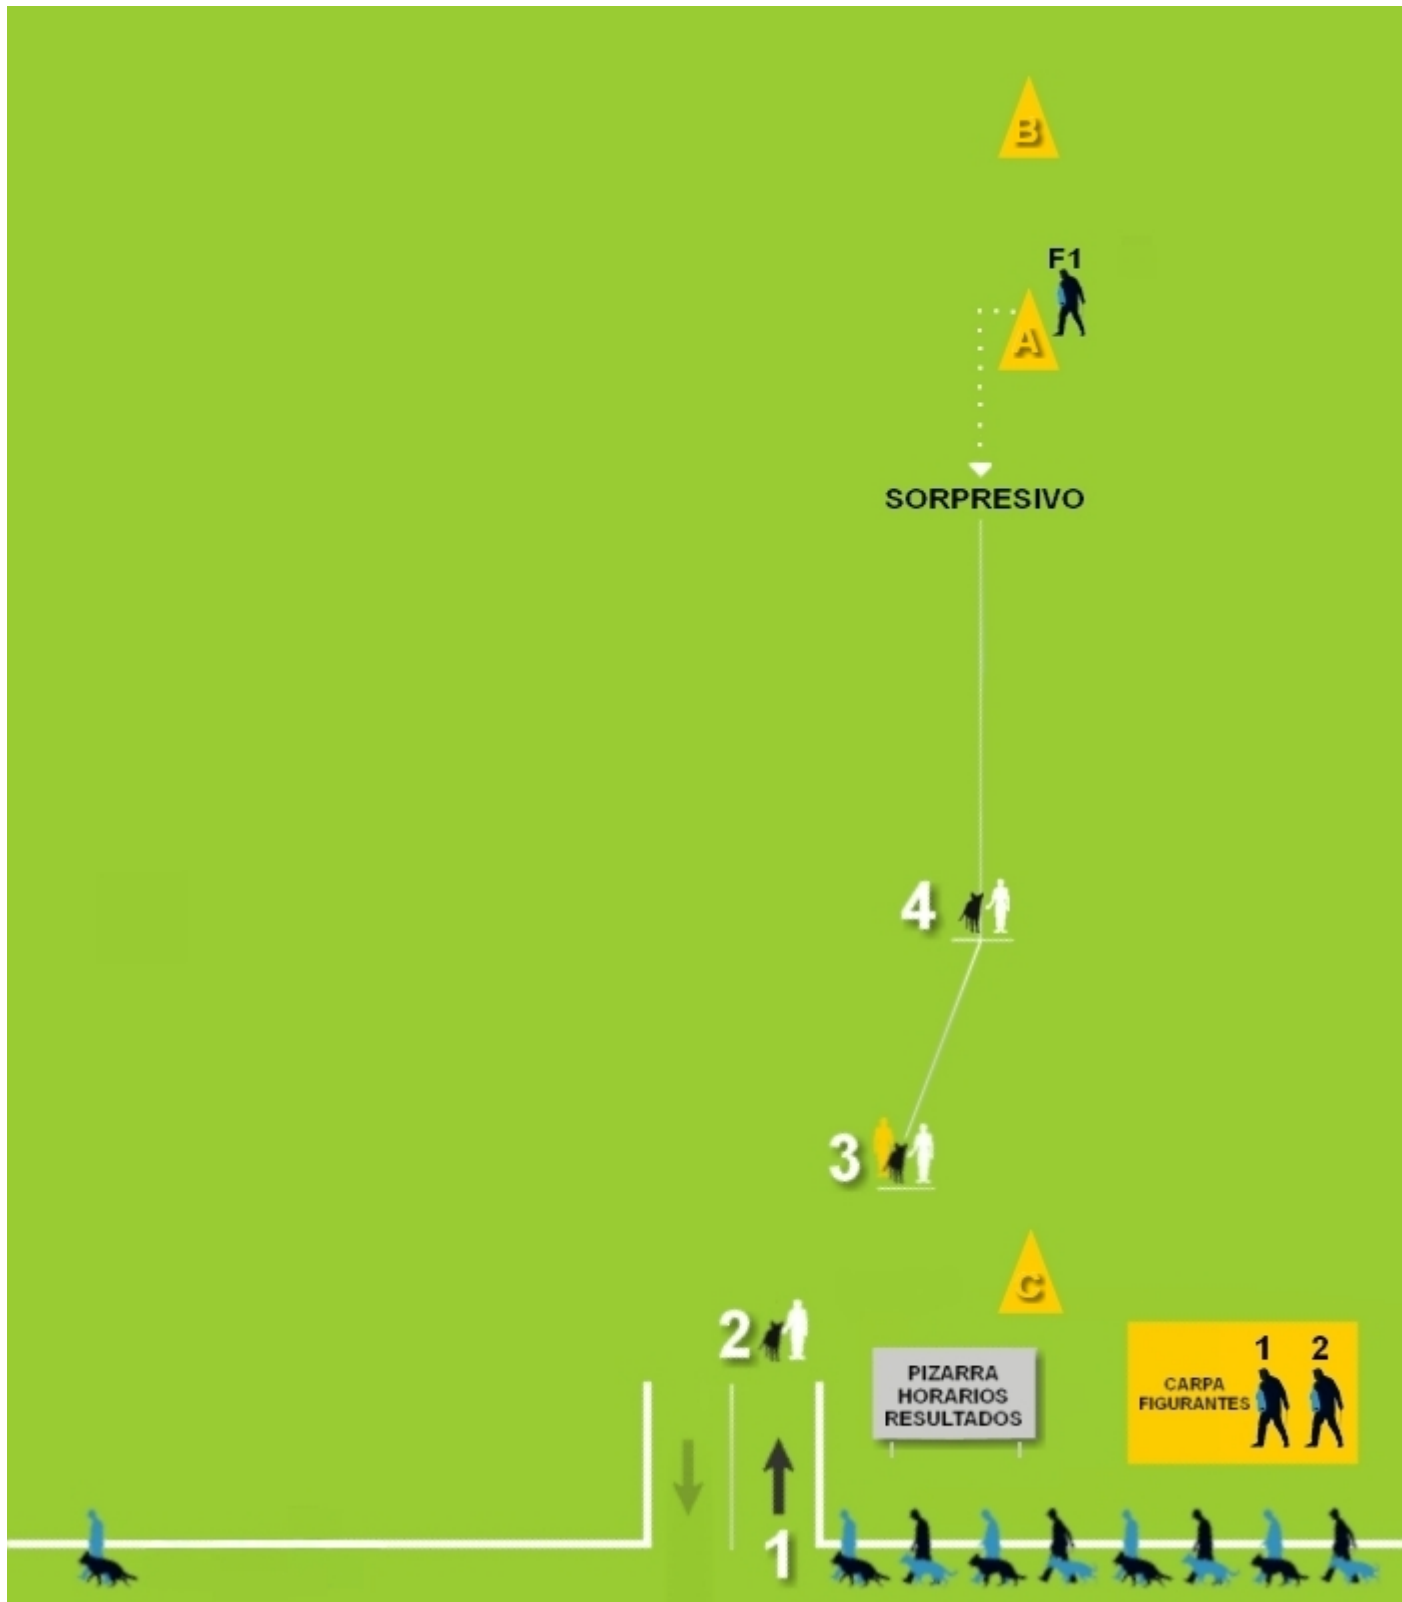 B
F1
A
SORPRESIVO
4
3
C
2
PIZARRA
HORARIOS
RESULTADOS
1 2
CARPA
FIGURANTES
1